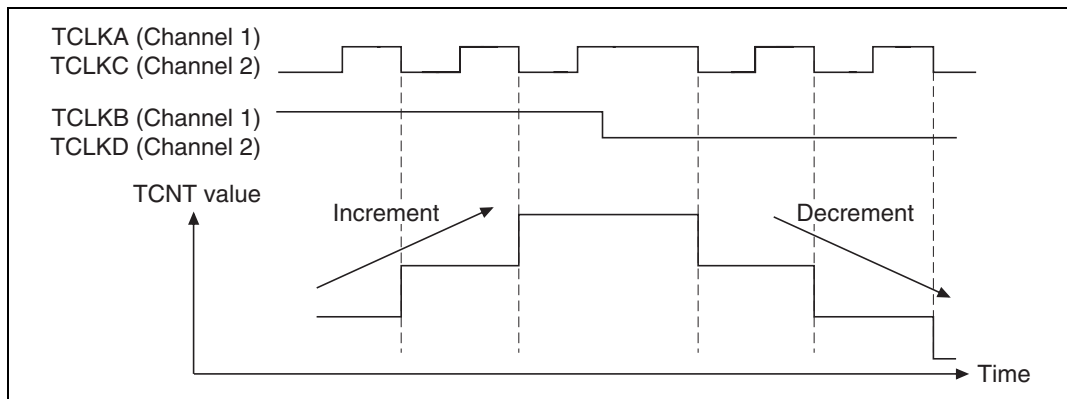 TCLKA (Channel 1)
TCLKC (Channel 2)
TCLKB (Channel 1)
TCLKD (Channel 2)
TCNT value
Increment
Decrement
Time